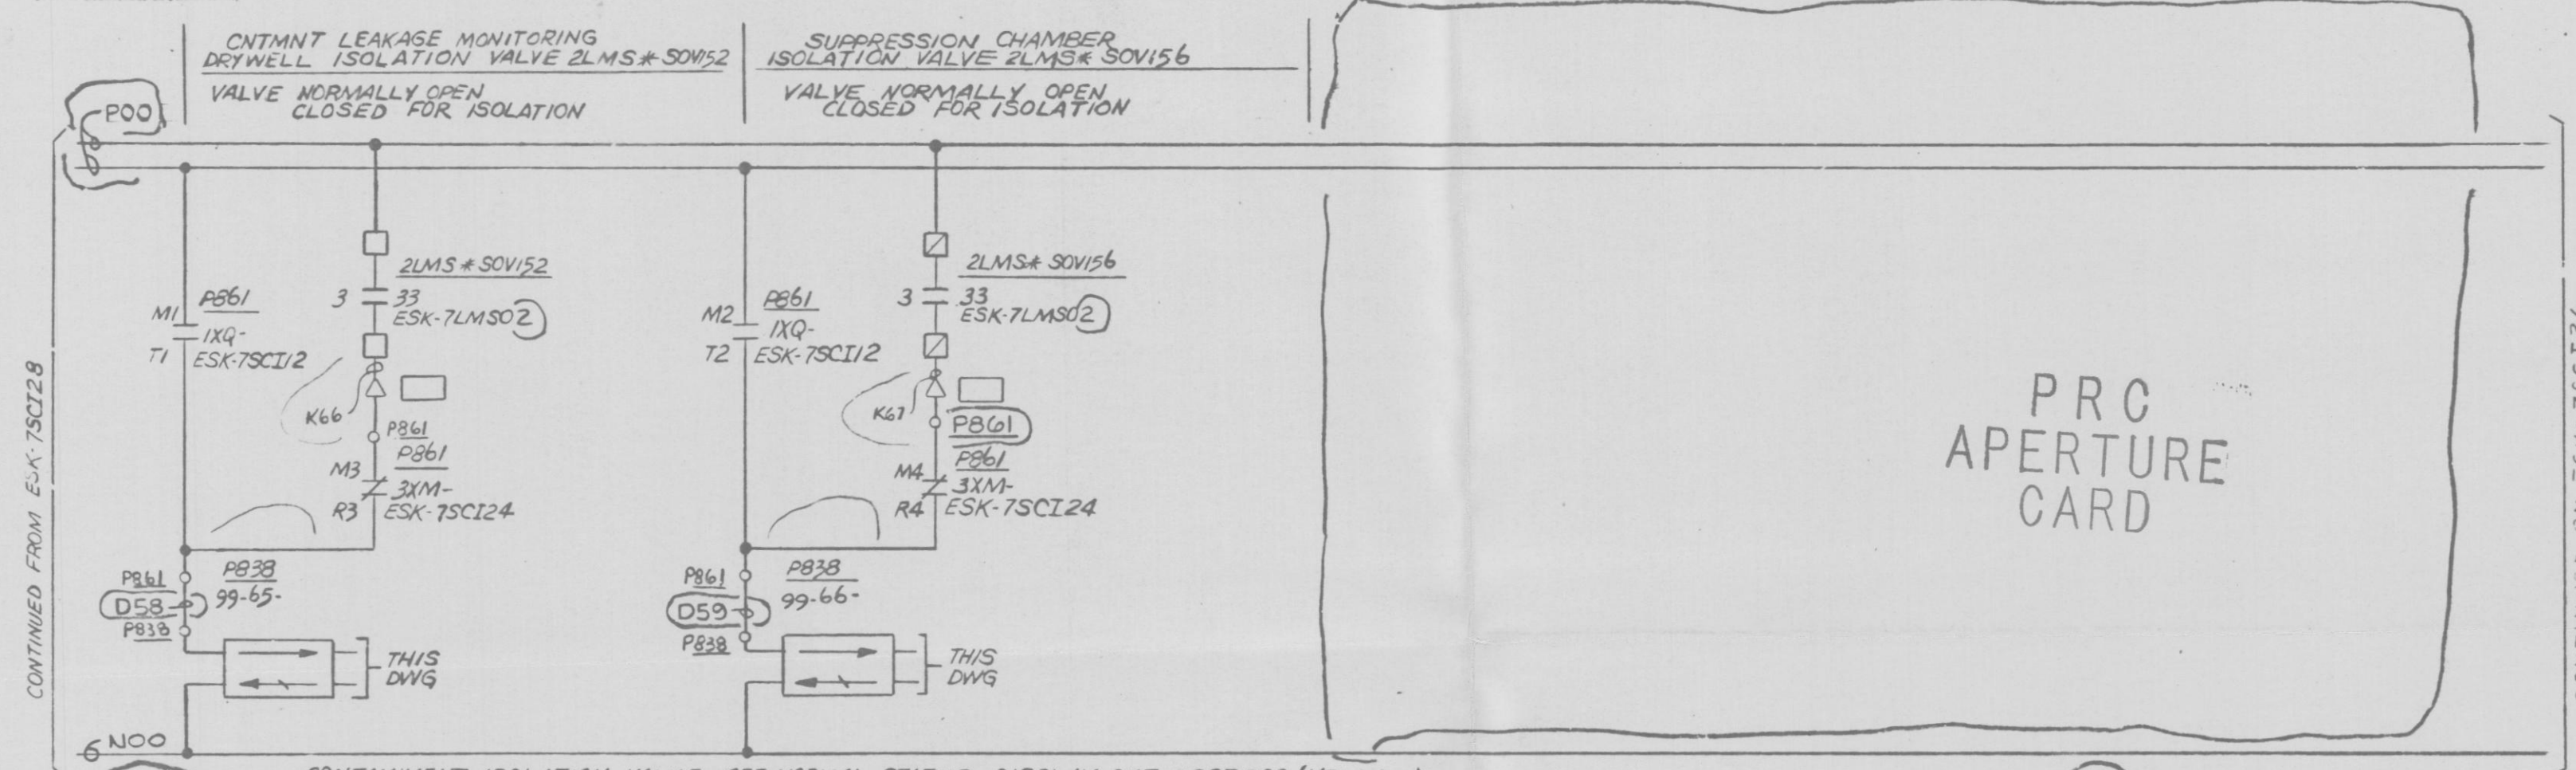 CNTMNT LEAKAGE MONITORING
DRYWELL ISOLATION VALVE 2LMS*SOV152
VALVE NORMALLY OPEN
CLOSED FOR ISOLATION
SUPPRESSION CHAMBER
ISOLATION VALVE 2LMS*SOV156
VALVE NORMALLY OPEN
CLOSED FOR ISOLATION
P00
CONTINUED FROM ESK-7SCI28
M1 P861
1XQ-
T1 ESK-7SCI12
2LMS*SOV152
3 33
ESK-7LMS02
K66
P861
P861
M3
3XM-
R3 ESK-7SCI24
P861
D58
P838
P838
99-65-
THIS
DWG
M2 P861
1XQ-
T2 ESK-7SCI12
2LMS*SOV156
3 33
ESK-7LMS02
K67
P861
P861
M4
3XM-
R4 ESK-7SCI24
P861
D59
P838
P838
99-66-
THIS
DWG
PRC
APERTURE
CARD
6 N00